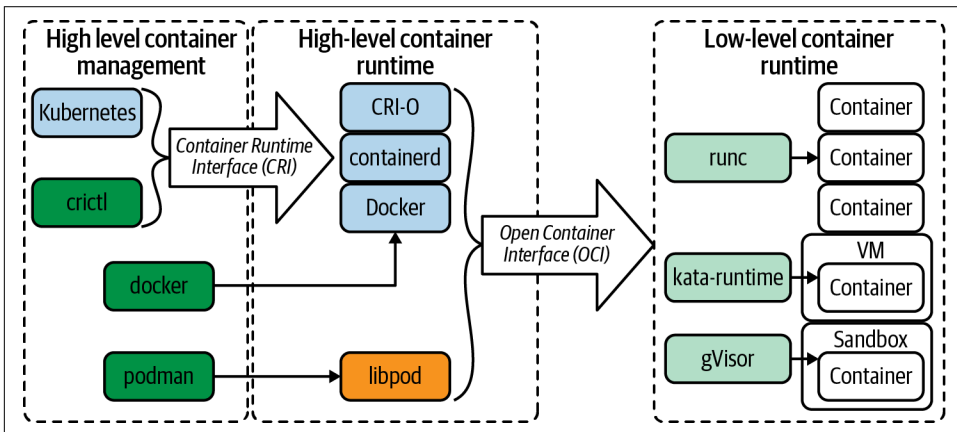 High level container
management
Kubernetes
crictl
docker
podman
Container Runtime
Interface (CRI)
High-level container
runtime
CRI-O
containerd
Docker
libpod
Open Container
Interface (OCI)
Low-level container
runtime
runc
Container
Container
Container
kata-runtime
VM
Container
gVisor
Sandbox
Container